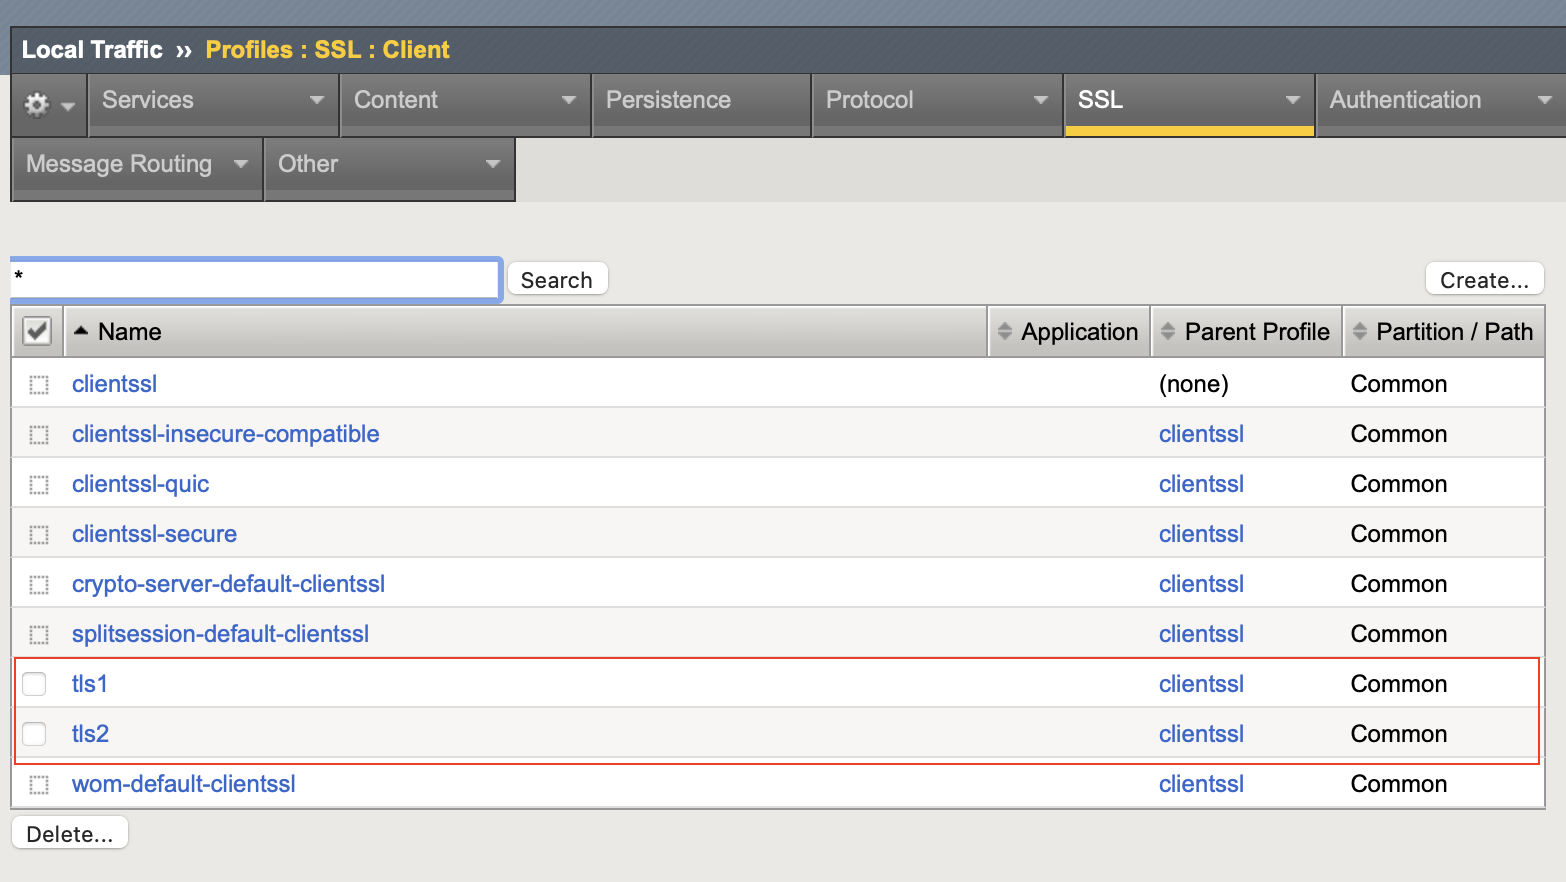 Local Traffic ›› Profiles : SSL : Client
Services Content Persistence Protocol SSL Authentication
Message Routing Other
* Search Create...
Name Application Parent Profile Partition / Path
clientssl (none) Common
clientssl-insecure-compatible clientssl Common
clientssl-quic clientssl Common
clientssl-secure clientssl Common
crypto-server-default-clientssl clientssl Common
splitsession-default-clientssl clientssl Common
tls1 clientssl Common
tls2 clientssl Common
wom-default-clientssl clientssl Common
Delete...